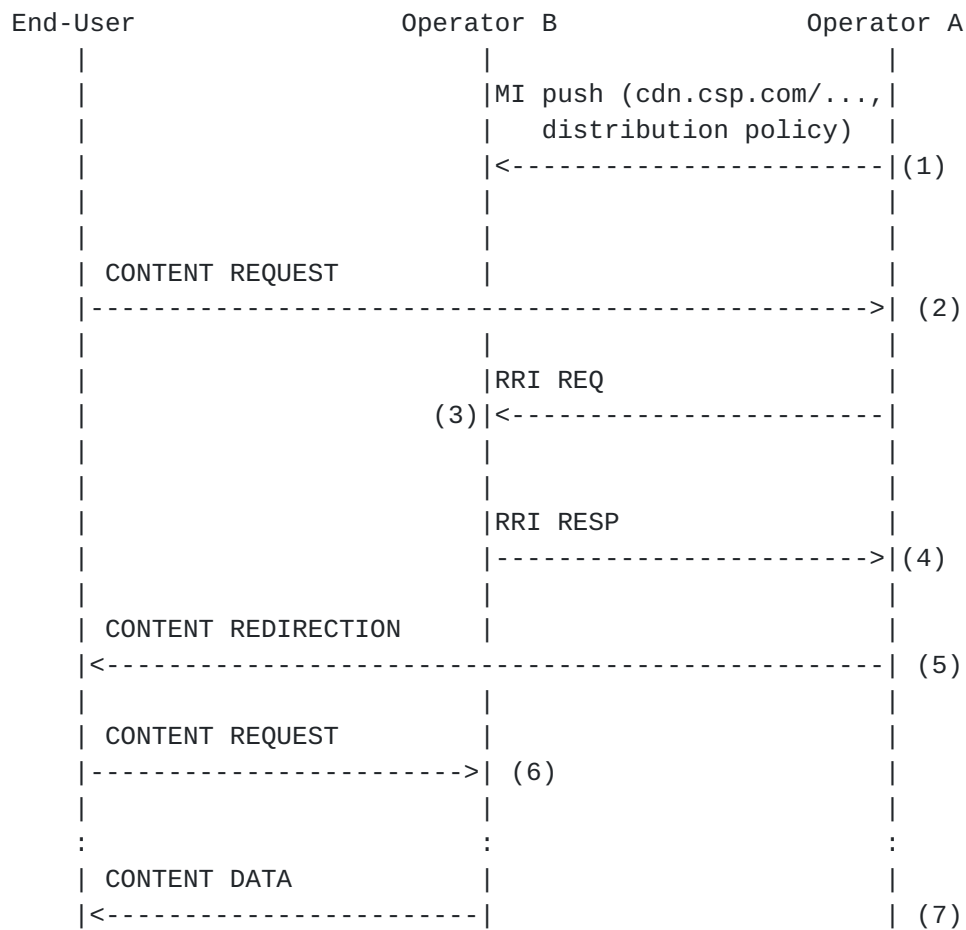 End-User                 Operator B                Operator A
    |                         |                         |
    |                         |MI push (cdn.csp.com/...,|
    |                         |   distribution policy)  |
    |                         |<------------------------|(1)
    |                         |                         |
    |                         |                         |
    | CONTENT REQUEST         |                         |
    |-------------------------------------------------->| (2)
    |                         |                         |
    |                         |RRI REQ                  |
    |                      (3)|<------------------------|
    |                         |                         |
    |                         |                         |
    |                         |RRI RESP                 |
    |                         |------------------------>|(4)
    |                         |                         |
    | CONTENT REDIRECTION     |                         |
    |<--------------------------------------------------| (5)
    |                         |                         |
    | CONTENT REQUEST         |                         |
    |------------------------>| (6)                     |
    |                         |                         |
    :                         :                         :
    | CONTENT DATA            |                         |
    |<------------------------|                         | (7)